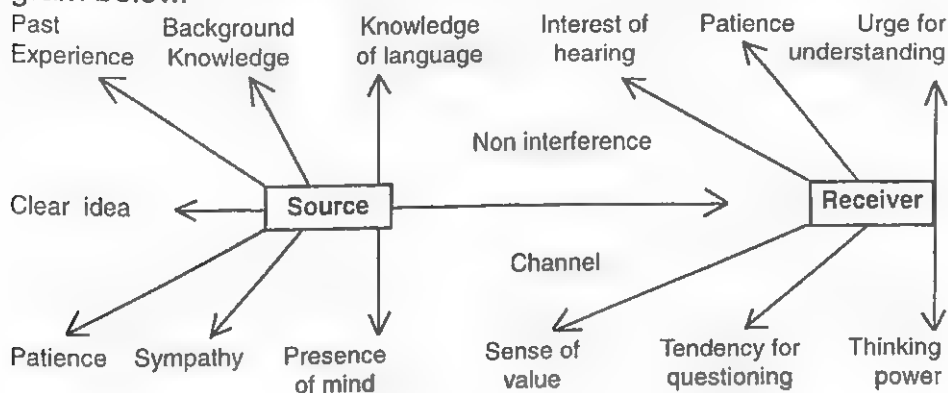 Past
Experience
Background
Knowledge
Knowledge
of language
Interest of
hearing
Patience
Urge for
understanding
Non interference
Clear idea
Source
Receiver
Channel
Patience
Sympathy
Presence
of mind
Sense of
value
Tendency for
questioning
Thinking
power